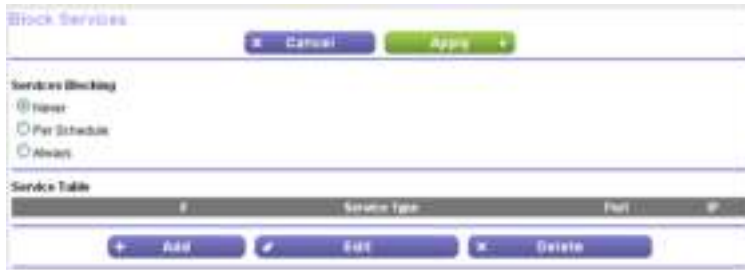 Block Services
Cancel Apply
Services Blocking
Never
Per Schedule
Always
Service Table
# Service Type Port IP
Add Edit Delete